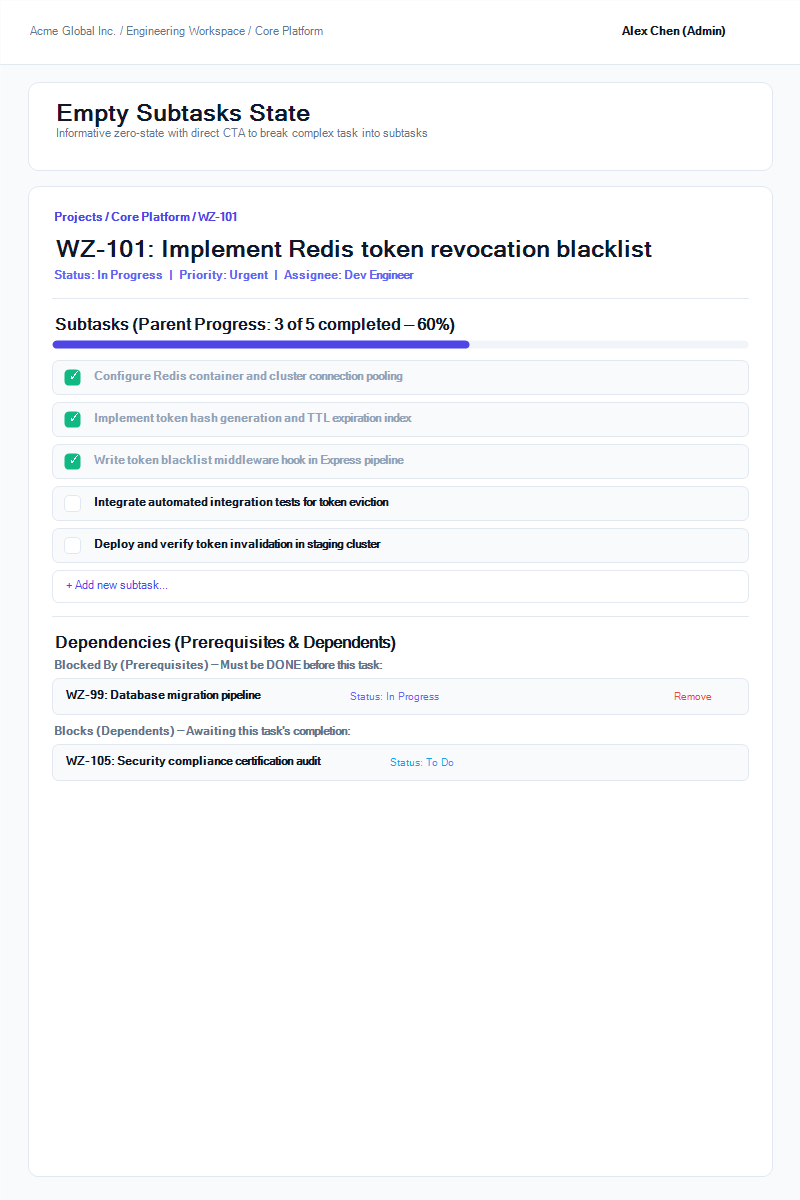 Acme Global Inc. / Engineering Workspace / Core Platform
Alex Chen (Admin)
Empty Subtasks State
Informative zero-state with direct CTA to break complex task into subtasks
Projects / Core Platform / WZ-101
WZ-101: Implement Redis token revocation blacklist
Status: In Progress | Priority: Urgent | Assignee: Dev Engineer
Subtasks (Parent Progress: 3 of 5 completed — 60%)
✓ Configure Redis container and cluster connection pooling
✓ Implement token hash generation and TTL expiration index
✓ Write token blacklist middleware hook in Express pipeline
Integrate automated integration tests for token eviction
Deploy and verify token invalidation in staging cluster
+ Add new subtask...
Dependencies (Prerequisites & Dependents)
Blocked By (Prerequisites) — Must be DONE before this task:
WZ-99: Database migration pipeline Status: In Progress Remove
Blocks (Dependents) — Awaiting this task's completion:
WZ-105: Security compliance certification audit Status: To Do